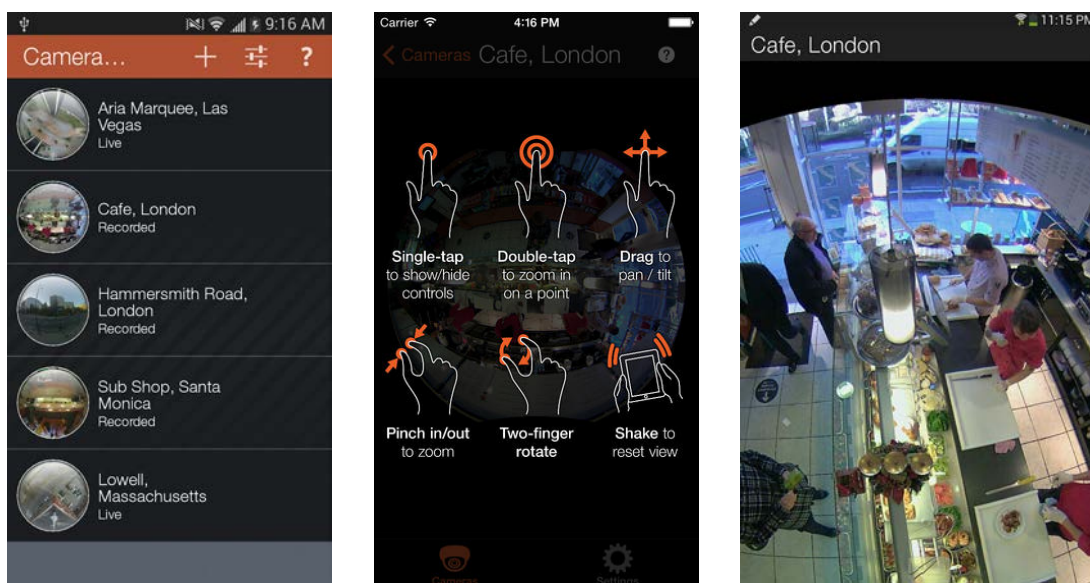 9:16 AM
Camera...
?
Aria Marquee, Las
Vegas
Live
Cafe, London
Recorded
Hammersmith Road,
London
Recorded
Sub Shop, Santa
Monica
Recorded
Lowell,
Massachusetts
Live
Carrier
4:16 PM
Cameras
Cafe, London
?
Single-tap
to show/hide
controls
Double-tap
to zoom in
on a point
Drag to
pan / tilt
Pinch in/out
to zoom
Two-finger
rotate
Shake to
reset view
Cameras
Settings
11:15 PM
Cafe, London